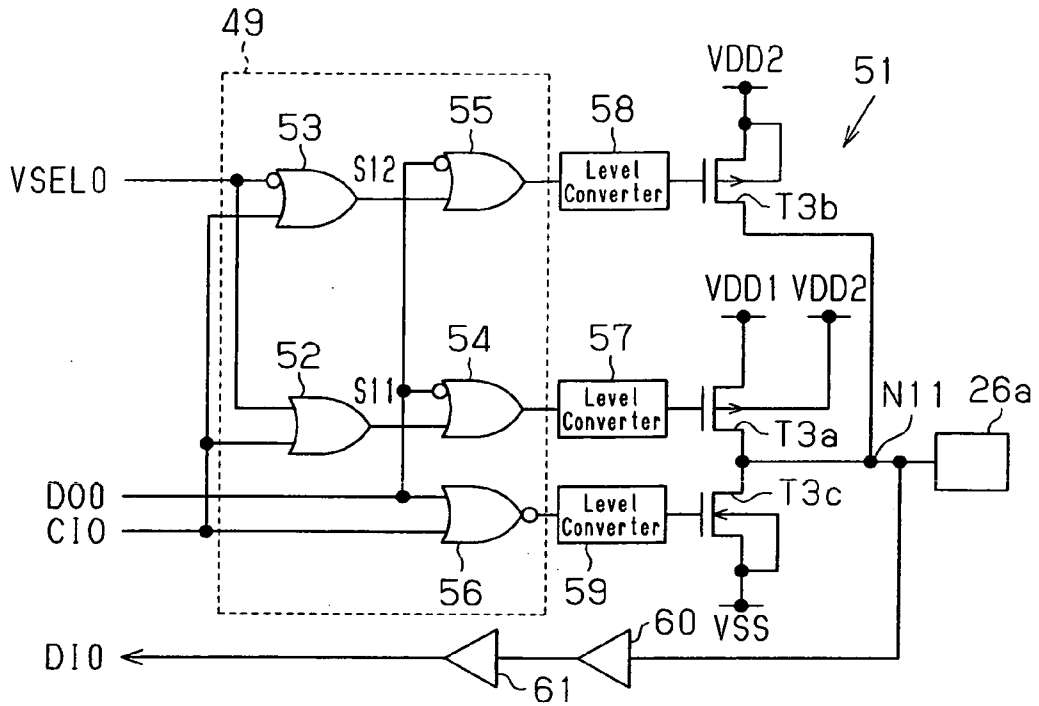 49
VDD2
51
53
55
58
VSEL0
S12
Level
Converter
T3b
VDD1 VDD2
52
54
57
S11
Level
Converter
N11
26a
T3a
DO0
CI0
Level
Converter
T3c
56
59
VSS
60
DI0
61